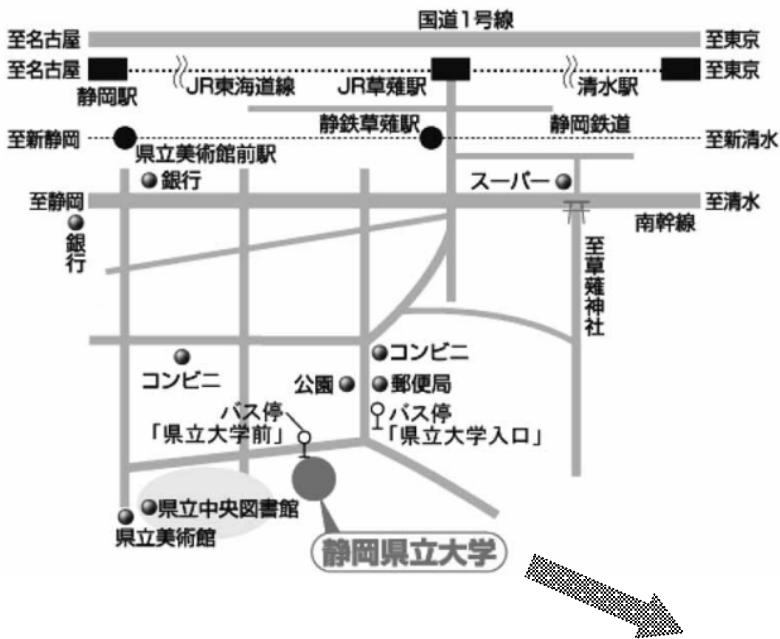 国道1号線
至名古屋
至東京
至名古屋
至東京
静岡駅
JR東海道線
JR草薙駅
清水駅
至新静岡
静鉄草薙駅
静岡鉄道
至新清水
県立美術館前駅
銀行
スーパー
至静岡
至清水
銀行
南幹線
至草薙神社
コンビニ
コンビニ
公園
郵便局
バス停
「県立大学前」
バス停
「県立大学入口」
県立中央図書館
県立美術館
静岡県立大学